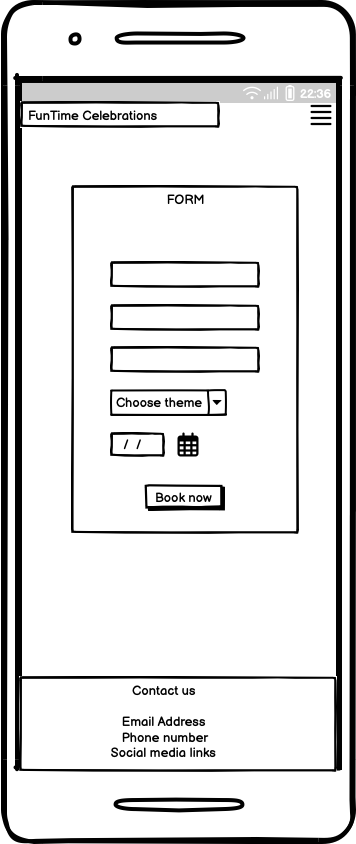 22:36
FunTime Celebrations
FORM
Choose theme
/ /
Book now
Contact us
Email Address
Phone number
Social media links